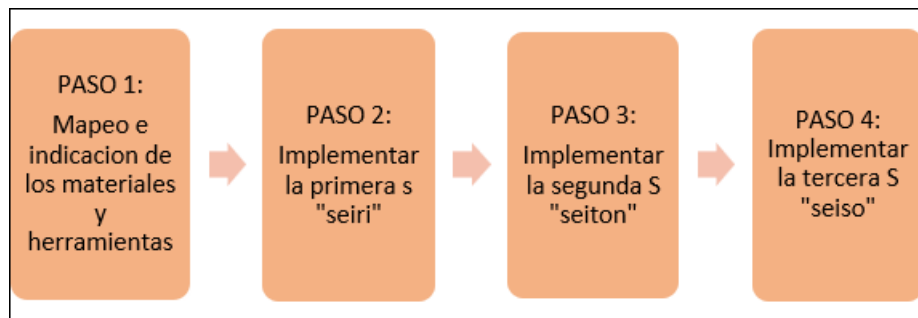 PASO 1:
Mapeo e
indicacion de
los materiales
y
herramientas
PASO 2:
Implementar
la primera s
"seiri"
PASO 3:
Implementar
la segunda S
"seiton"
PASO 4:
Implementar
la tercera S
"seiso"